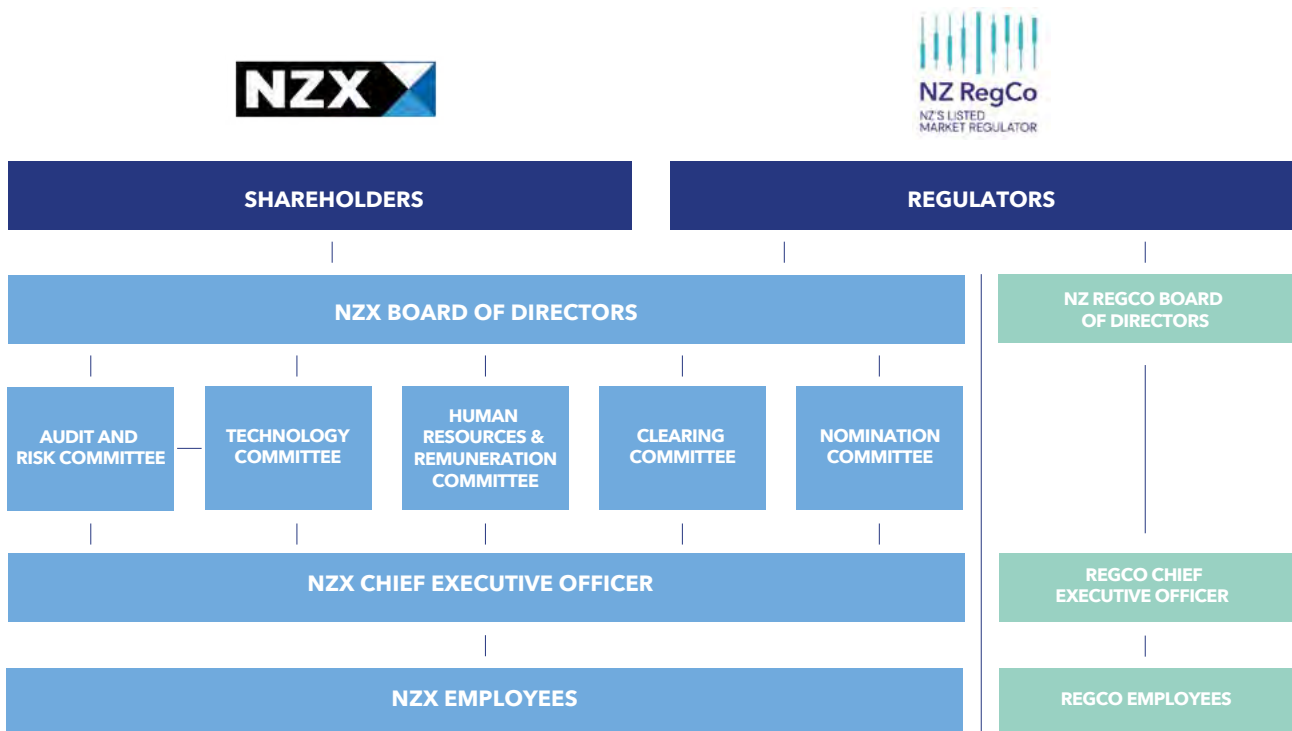 NZX
NZ RegCo
NZ'S LISTED
MARKET REGULATOR
SHAREHOLDERS
REGULATORS
NZX BOARD OF DIRECTORS
NZ REGCO BOARD
OF DIRECTORS
AUDIT AND
RISK COMMITTEE
TECHNOLOGY
COMMITTEE
HUMAN
RESOURCES &
REMUNERATION
COMMITTEE
CLEARING
COMMITTEE
NOMINATION
COMMITTEE
NZX CHIEF EXECUTIVE OFFICER
REGCO CHIEF
EXECUTIVE OFFICER
NZX EMPLOYEES
REGCO EMPLOYEES